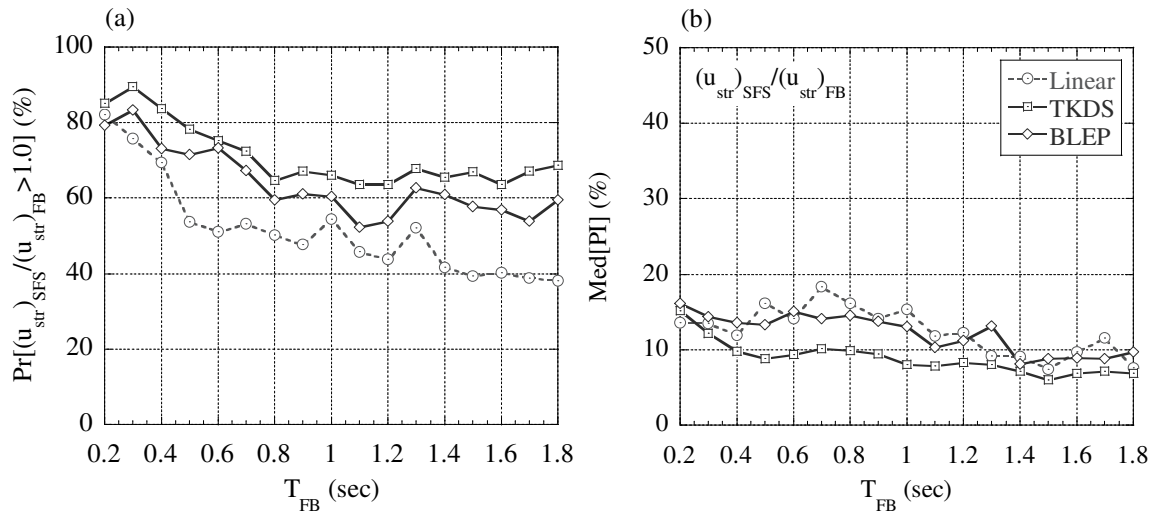 (a)
Pr[(u_str)_SFS/(u_str)_FB>1.0] (%)
100
80
60
40
20
0
0.2 0.4 0.6 0.8 1 1.2 1.4 1.6 1.8
T_FB (sec)
(b)
Med[PI] (%)
50
40
30
20
10
0
(u_str)_SFS/(u_str)_FB
Linear
TKDS
BLEP
0.2 0.4 0.6 0.8 1 1.2 1.4 1.6 1.8
T_FB (sec)